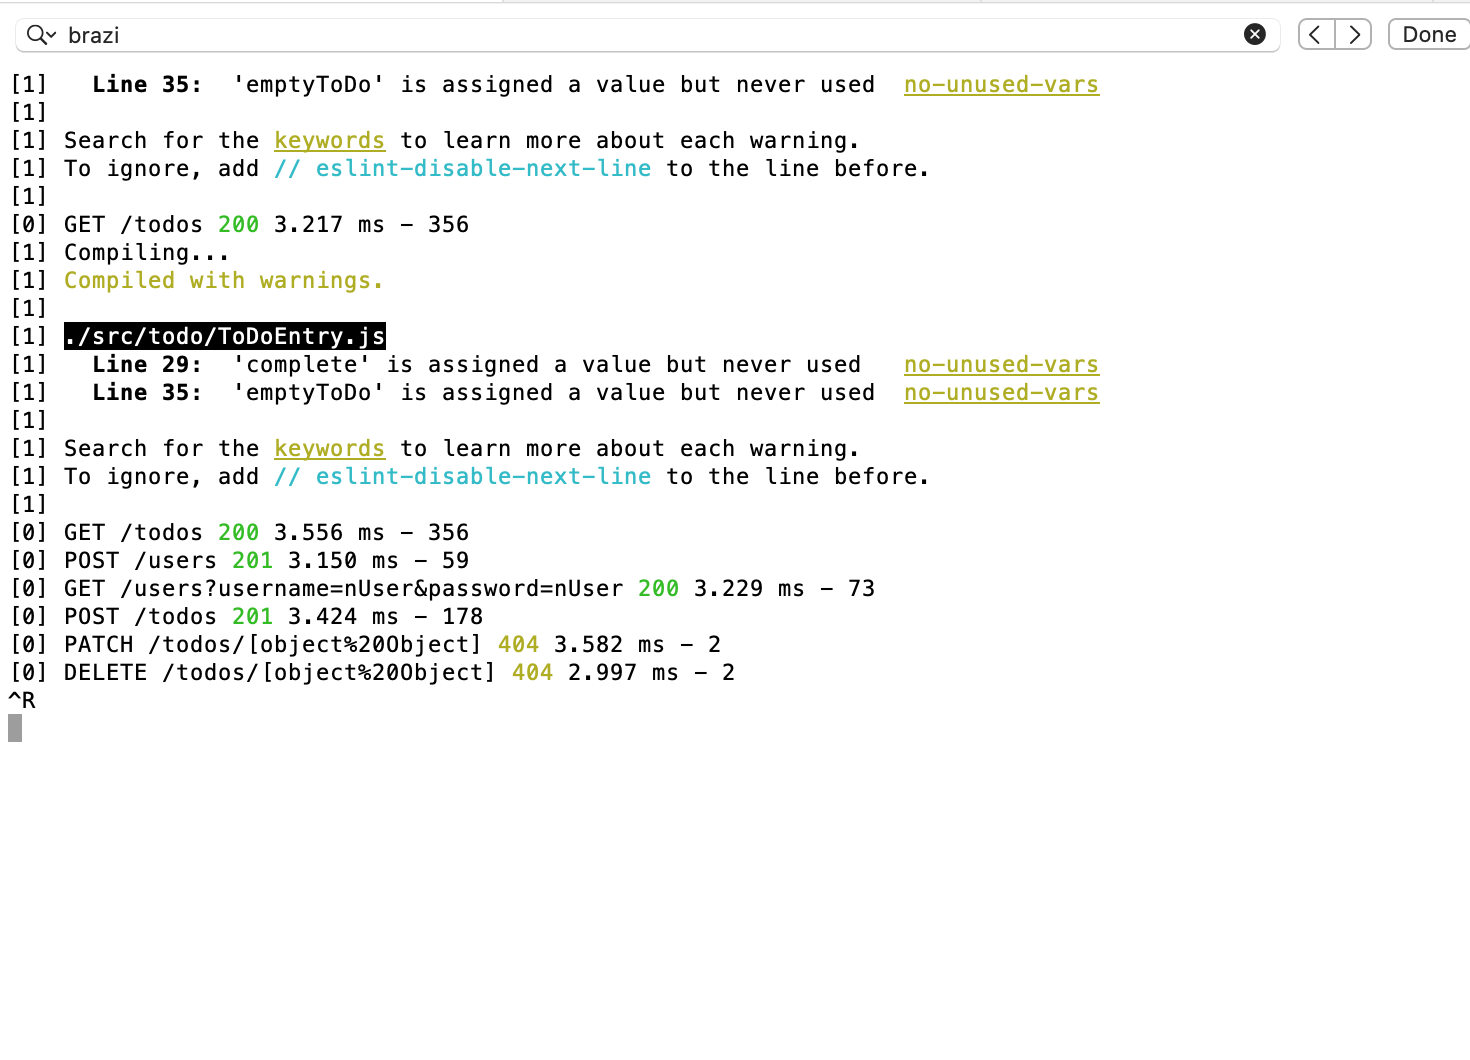 brazi
Done
[1]   Line 35:  'emptyToDo' is assigned a value but never used  no-unused-vars
[1]
[1] Search for the keywords to learn more about each warning.
[1] To ignore, add // eslint-disable-next-line to the line before.
[1]
[0] GET /todos 200 3.217 ms - 356
[1] Compiling...
[1] Compiled with warnings.
[1]
[1] ./src/todo/ToDoEntry.js
[1]   Line 29:  'complete' is assigned a value but never used   no-unused-vars
[1]   Line 35:  'emptyToDo' is assigned a value but never used  no-unused-vars
[1]
[1] Search for the keywords to learn more about each warning.
[1] To ignore, add // eslint-disable-next-line to the line before.
[1]
[0] GET /todos 200 3.556 ms - 356
[0] POST /users 201 3.150 ms - 59
[0] GET /users?username=nUser&password=nUser 200 3.229 ms - 73
[0] POST /todos 201 3.424 ms - 178
[0] PATCH /todos/[object%20Object] 404 3.582 ms - 2
[0] DELETE /todos/[object%20Object] 404 2.997 ms - 2
^R